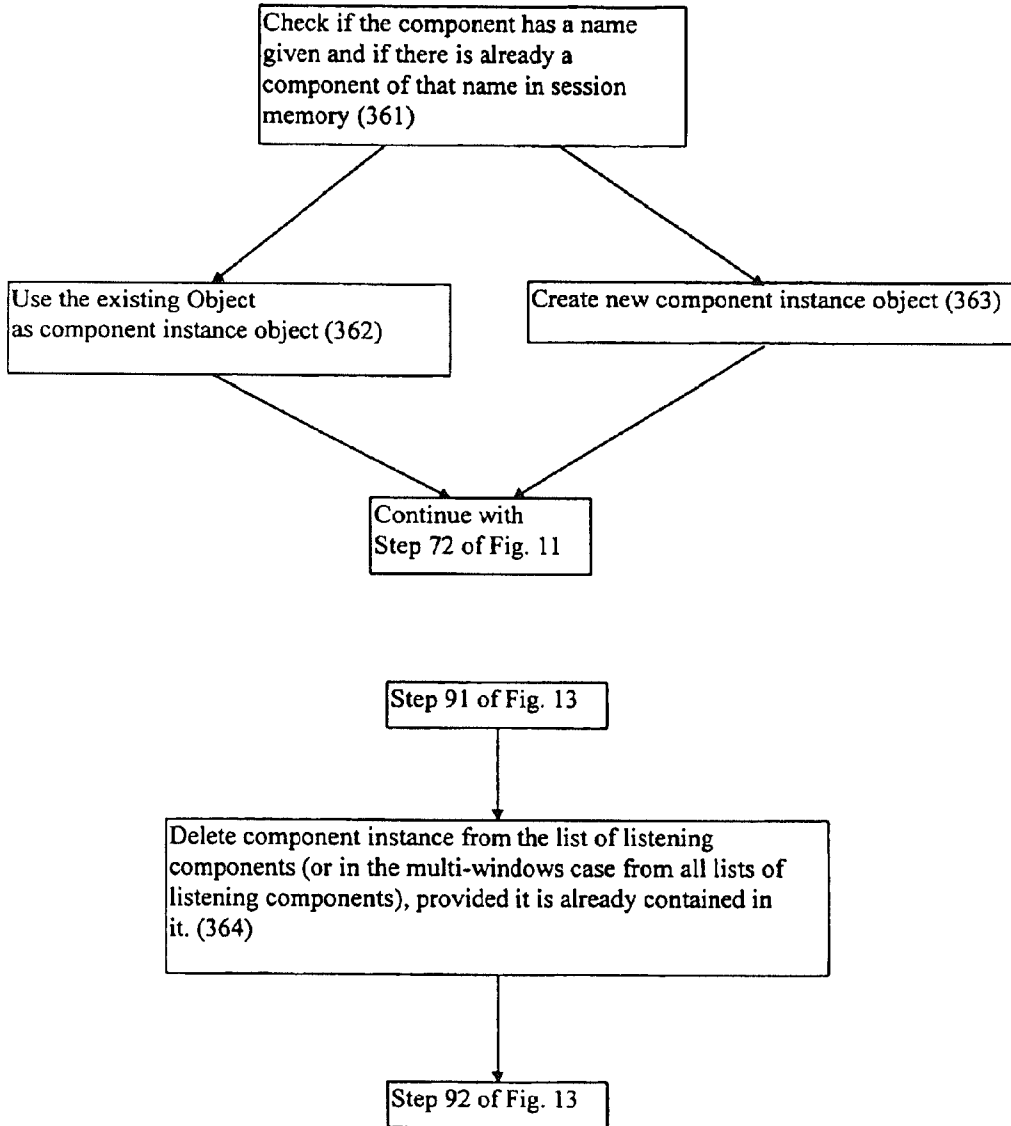 Check if the component has a name
given and if there is already a
component of that name in session
memory (361)
Use the existing Object
as component instance object (362)
Create new component instance object (363)
Continue with
Step 72 of Fig. 11
Step 91 of Fig. 13
Delete component instance from the list of listening
components (or in the multi-windows case from all lists of
listening components), provided it is already contained in
it. (364)
Step 92 of Fig. 13